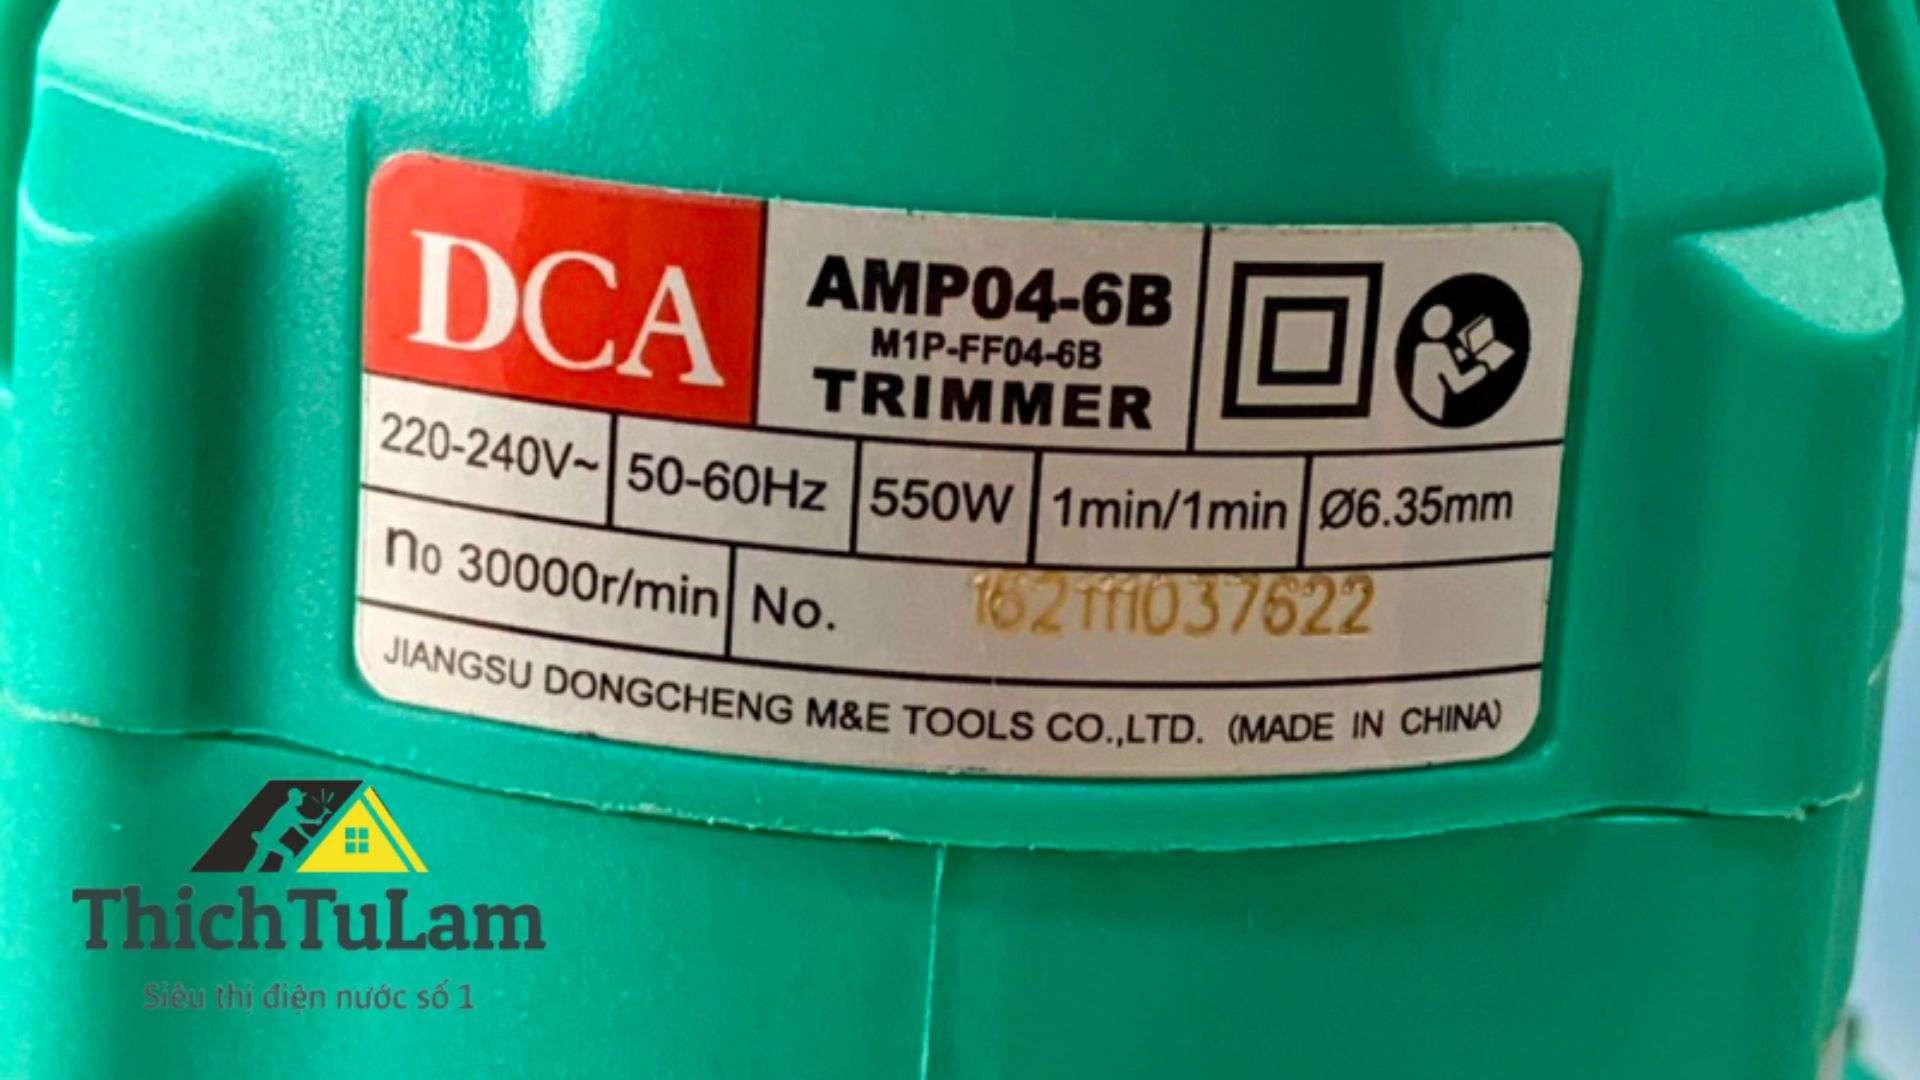 DCA
AMP04-6B
M1P-FF04-6B
TRIMMER
220-240V~ 50-60Hz 550W 1min/1min Ø6.35mm
n0 30000r/min No. 162111037622
JIANGSU DONGCHENG M&E TOOLS CO.,LTD. (MADE IN CHINA)
ThichTuLam
Siêu thị điện nước số 1